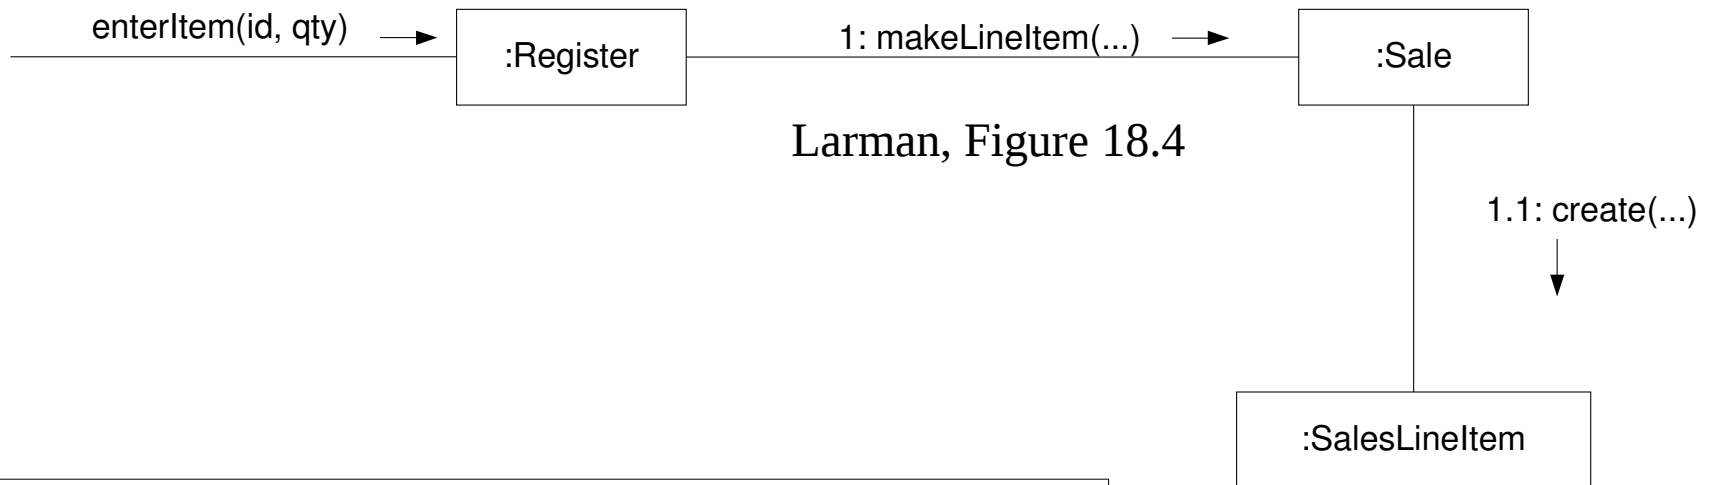 enterItem(id, qty)
:Register
1: makeLineItem(...)
:Sale
Larman, Figure 18.4
1.1: create(...)
:SalesLineItem